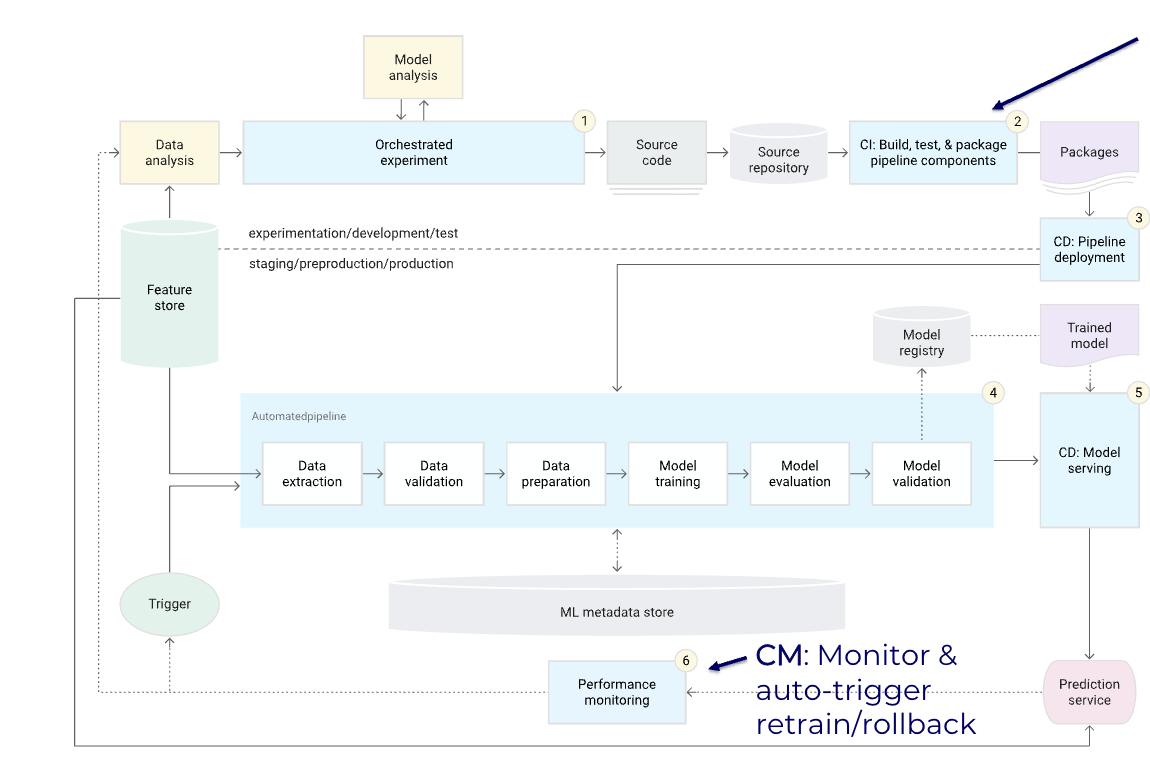 Model
analysis
1
2
Data
analysis
Orchestrated
experiment
Source
code
Source
repository
CI: Build, test, & package
pipeline components
Packages
3
experimentation/development/test
staging/preproduction/production
CD: Pipeline
deployment
Feature
store
Model
registry
Trained
model
4
5
Automatedpipeline
Data
extraction
Data
validation
Data
preparation
Model
training
Model
evaluation
Model
validation
CD: Model
serving
Trigger
ML metadata store
6
Performance
monitoring
CM: Monitor &
auto-trigger
retrain/rollback
Prediction
service